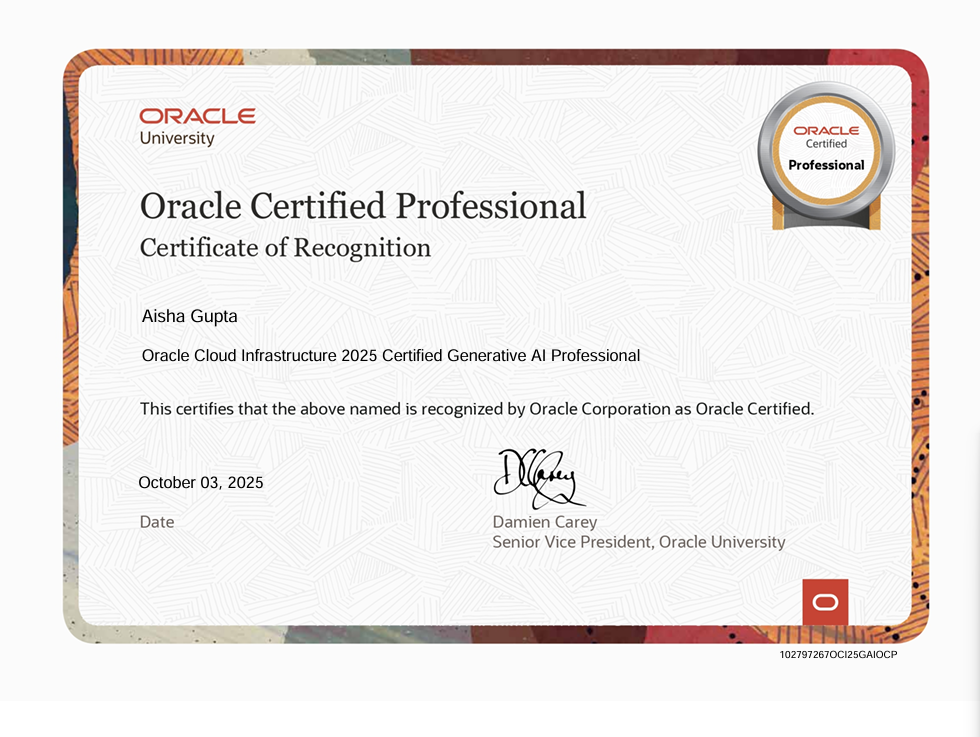 ORACLE
University
ORACLE
Certified
Professional
Oracle Certified Professional
Certificate of Recognition
Aisha Gupta
Oracle Cloud Infrastructure 2025 Certified Generative AI Professional
This certifies that the above named is recognized by Oracle Corporation as Oracle Certified.
DCCarey
October 03, 2025
Date
Damien Carey
Senior Vice President, Oracle University
102797267OCI25GAIOCP